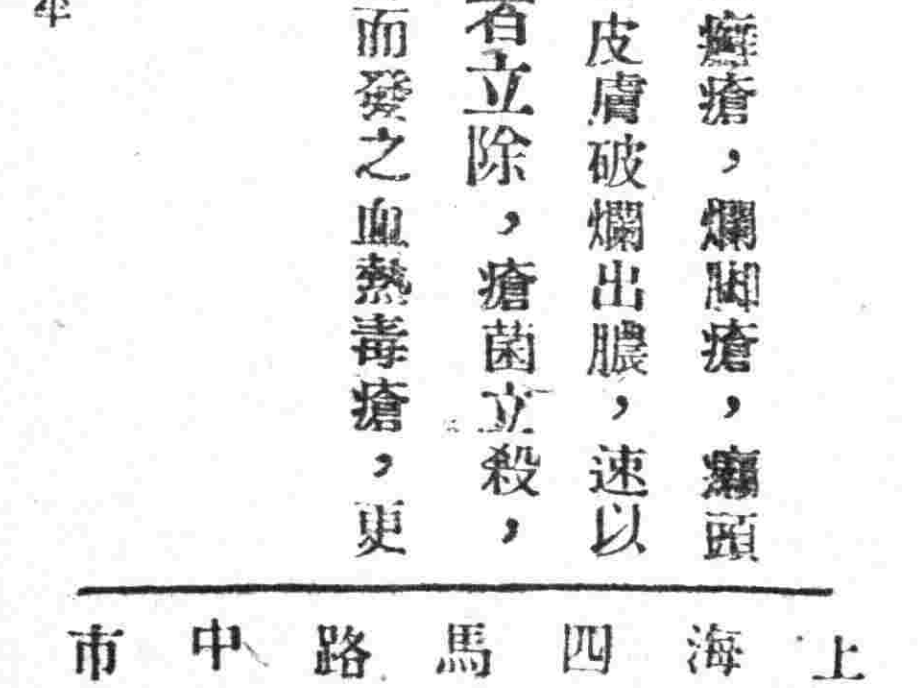 癬瘡，爛脚瘡，癩頭
皮膚破爛出膿，速以
者立除，瘡菌立殺，
而發之血熱毒瘡，更
上海四馬路中市